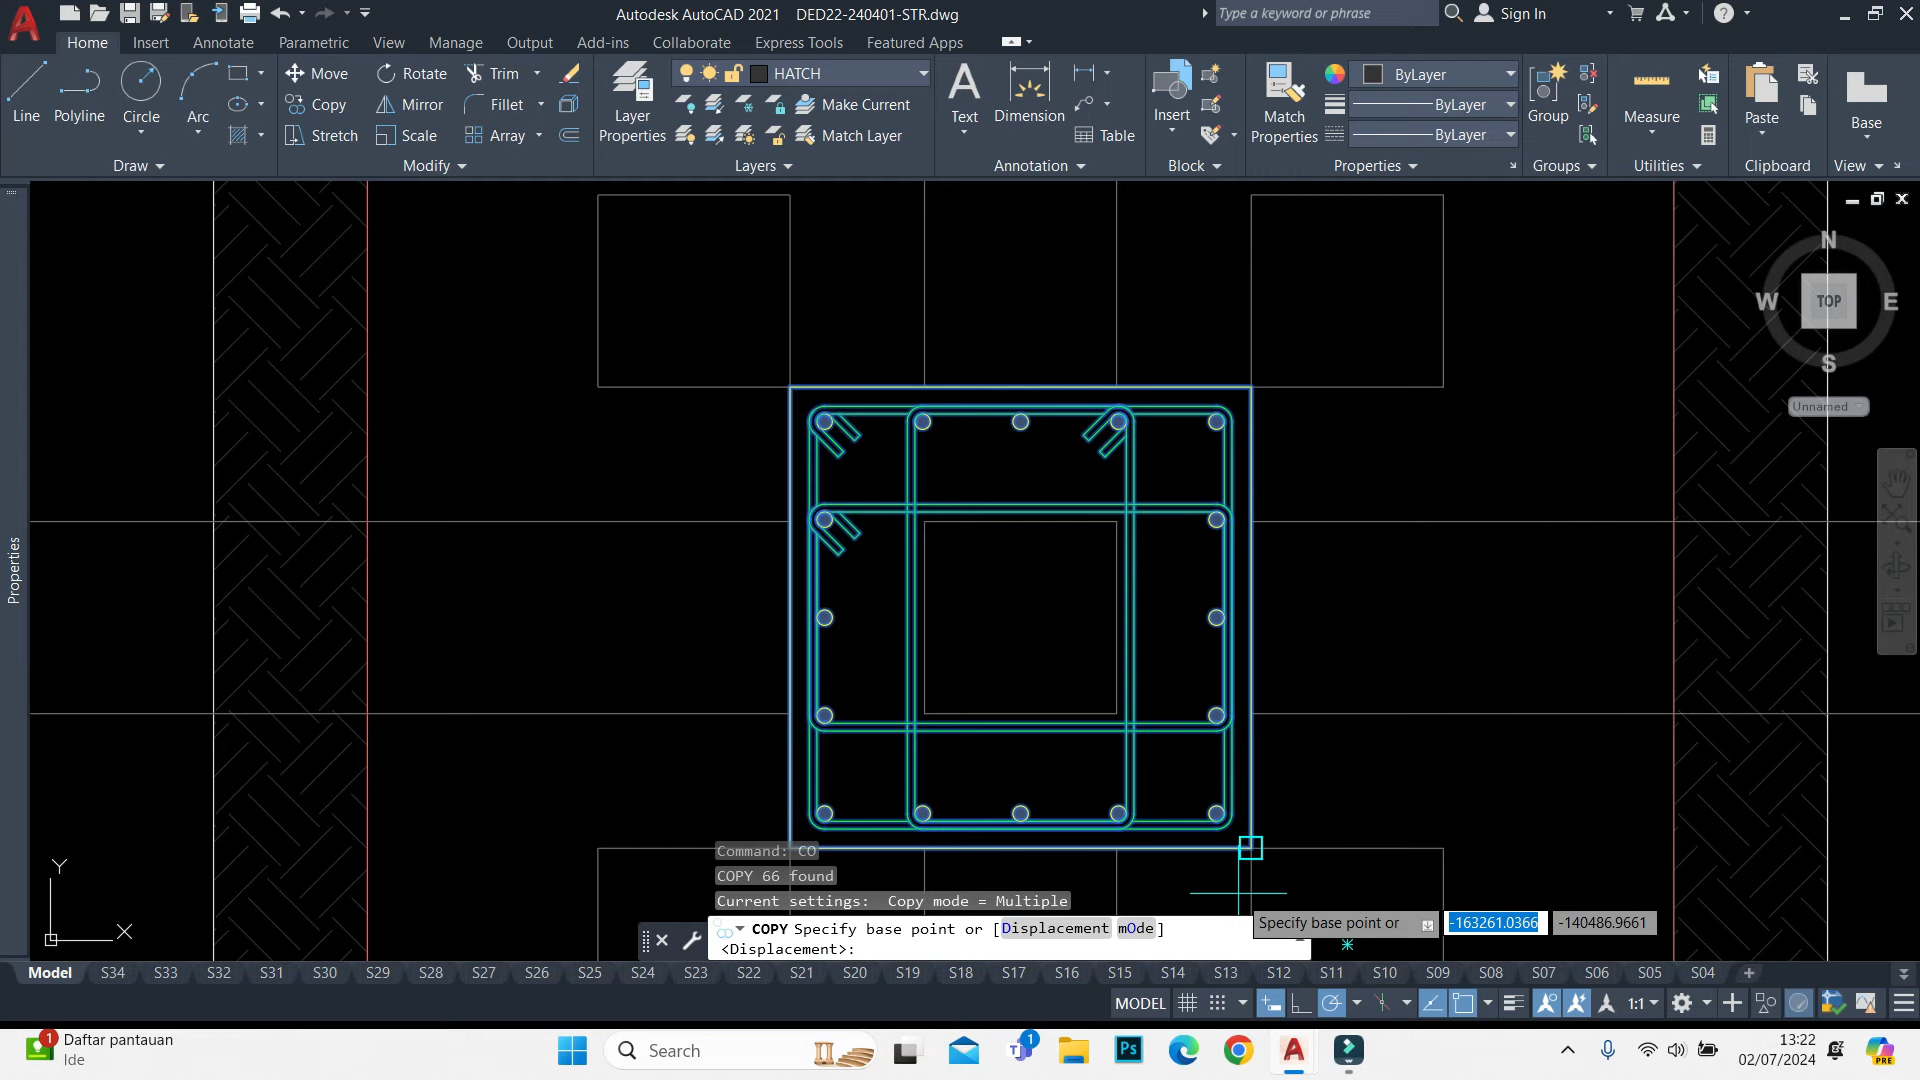 Autodesk AutoCAD 2021 DED22-240401-STR.dwg
Type a keyword or phrase
Sign In
Home Insert Annotate Parametric View Manage Output Add-ins Collaborate Express Tools Featured Apps
Line Polyline Circle Arc
Move Rotate Trim
Copy Mirror Fillet
Stretch Scale Array
Layer Properties
HATCH
Make Current
Match Layer
Text Dimension Table
Insert
Match Properties
ByLayer
ByLayer
ByLayer
Group
Measure
Paste
Base
Draw Modify Layers Annotation Block Properties Groups Utilities Clipboard View
Properties
N
W TOP E
S
Unnamed
Y
X
Command: CO
COPY 66 found
Current settings: Copy mode = Multiple
COPY Specify base point or [Displacement mOde]
<Displacement>:
Specify base point or -163261.0366 -140486.9661
Model S34 S33 S32 S31 S30 S29 S28 S27 S26 S25 S24 S23 S22 S21 S20 S19 S18 S17 S16 S15 S14 S13 S12 S11 S10 S09 S08 S07 S06 S05 S04
MODEL 1:1
1
Daftar pantauan
Ide
Search
1
Ps
PRE
13:22
02/07/2024